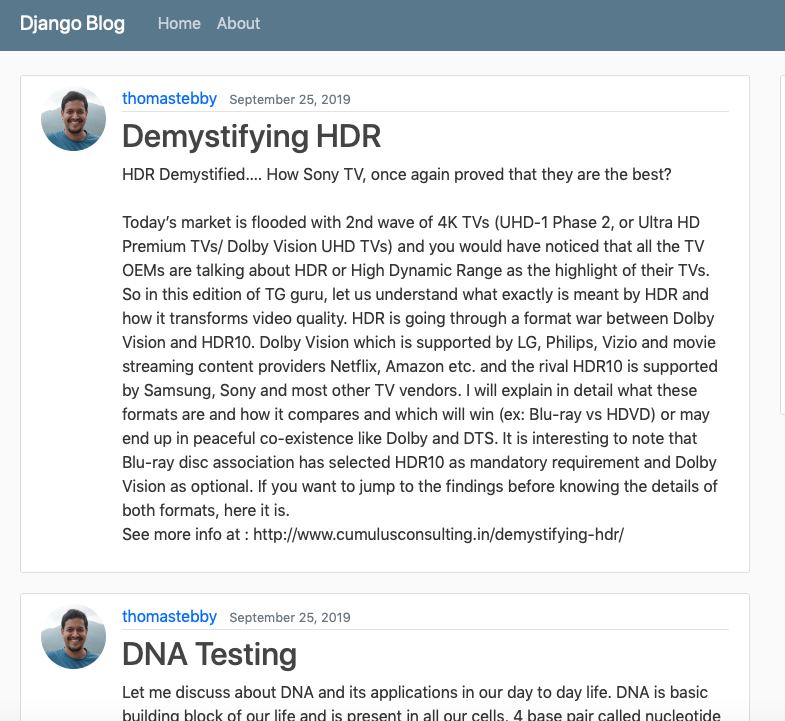 Django Blog Home About
thomastebby September 25, 2019
Demystifying HDR
HDR Demystified.... How Sony TV, once again proved that they are the best?
Today’s market is flooded with 2nd wave of 4K TVs (UHD-1 Phase 2, or Ultra HD
Premium TVs/ Dolby Vision UHD TVs) and you would have noticed that all the TV
OEMs are talking about HDR or High Dynamic Range as the highlight of their TVs.
So in this edition of TG guru, let us understand what exactly is meant by HDR and
how it transforms video quality. HDR is going through a format war between Dolby
Vision and HDR10. Dolby Vision which is supported by LG, Philips, Vizio and movie
streaming content providers Netflix, Amazon etc. and the rival HDR10 is supported
by Samsung, Sony and most other TV vendors. I will explain in detail what these
formats are and how it compares and which will win (ex: Blu-ray vs HDVD) or may
end up in peaceful co-existence like Dolby and DTS. It is interesting to note that
Blu-ray disc association has selected HDR10 as mandatory requirement and Dolby
Vision as optional. If you want to jump to the findings before knowing the details of
both formats, here it is.
See more info at : http://www.cumulusconsulting.in/demystifying-hdr/
thomastebby September 25, 2019
DNA Testing
Let me discuss about DNA and its applications in our day to day life. DNA is basic
building block of our life and is present in all our cells. 4 base pair called nucleotide